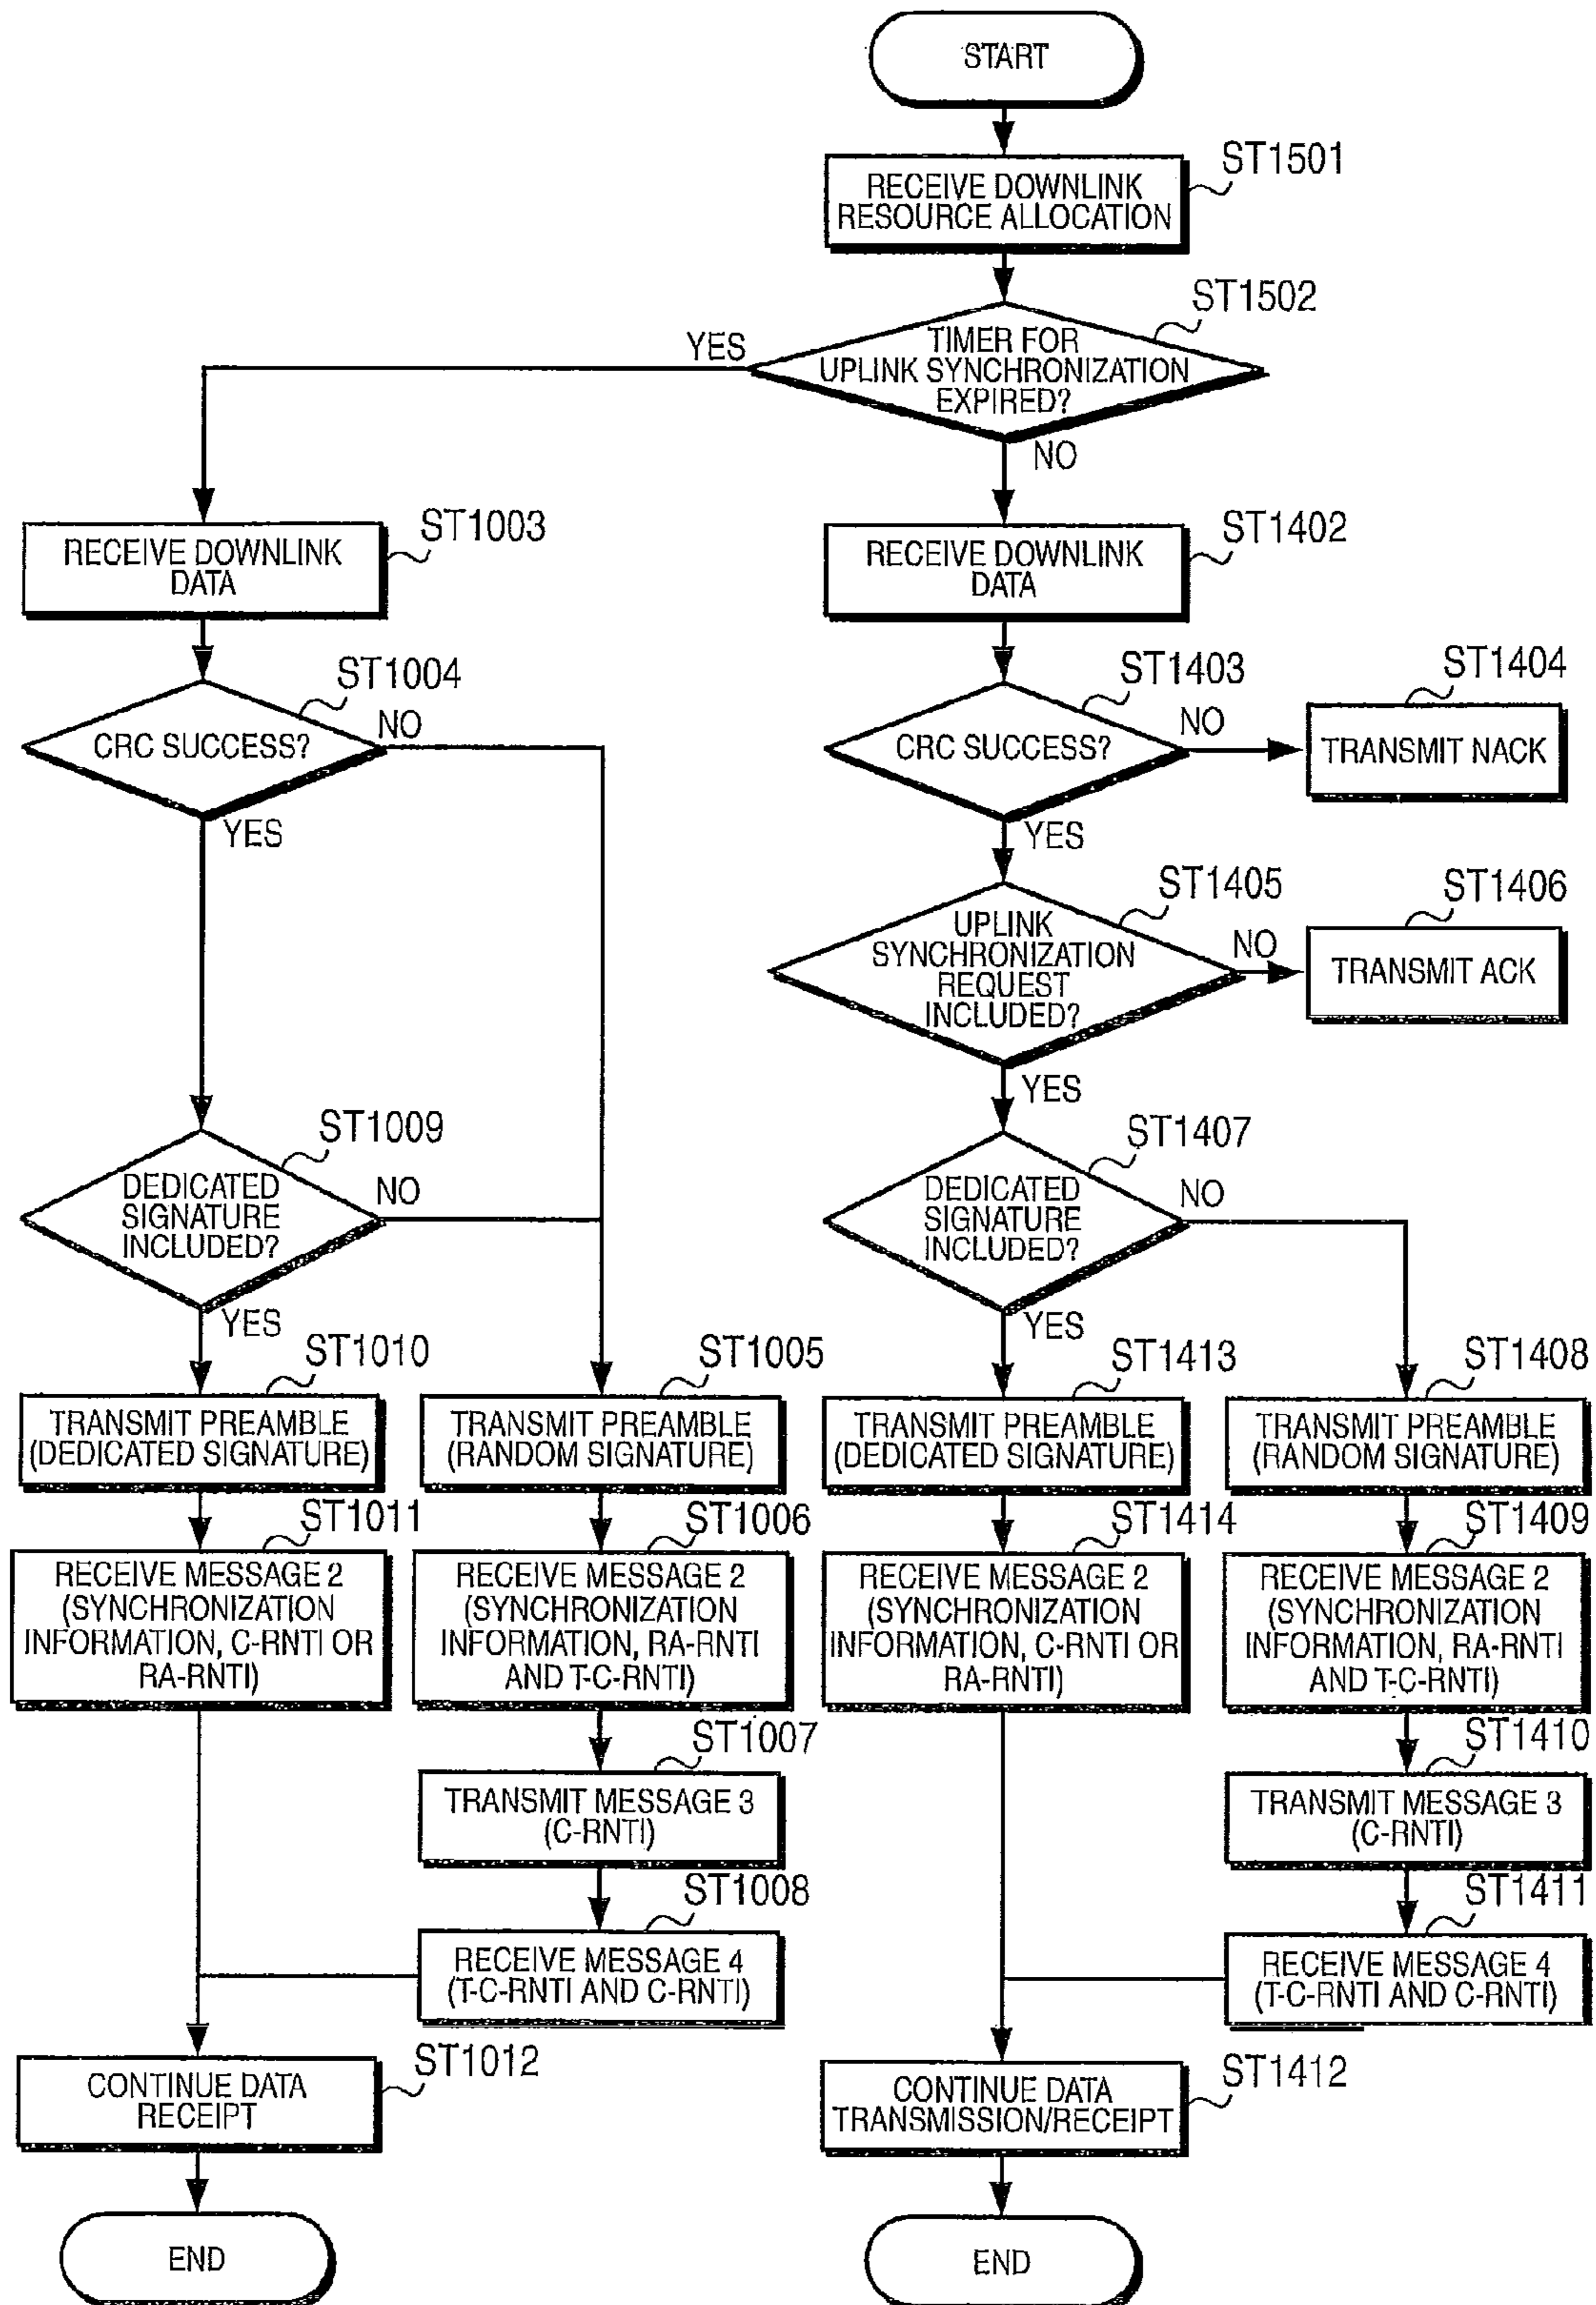 START
ST1501
RECEIVE DOWNLINK
RESOURCE ALLOCATION
ST1502
YES
TIMER FOR
UPLINK SYNCHRONIZATION
EXPIRED?
NO
ST1003
RECEIVE DOWNLINK
DATA
ST1402
RECEIVE DOWNLINK
DATA
ST1004
CRC SUCCESS?
NO
YES
ST1403
CRC SUCCESS?
NO
YES
ST1404
TRANSMIT NACK
ST1405
UPLINK
SYNCHRONIZATION
REQUEST
INCLUDED?
NO
YES
ST1406
TRANSMIT ACK
ST1009
DEDICATED
SIGNATURE
INCLUDED?
NO
YES
ST1407
DEDICATED
SIGNATURE
INCLUDED?
NO
YES
ST1010
TRANSMIT PREAMBLE
(DEDICATED SIGNATURE)
ST1005
TRANSMIT PREAMBLE
(RANDOM SIGNATURE)
ST1413
TRANSMIT PREAMBLE
(DEDICATED SIGNATURE)
ST1408
TRANSMIT PREAMBLE
(RANDOM SIGNATURE)
ST1011
RECEIVE MESSAGE 2
(SYNCHRONIZATION
INFORMATION, C-RNTI OR
RA-RNTI)
ST1006
RECEIVE MESSAGE 2
(SYNCHRONIZATION
INFORMATION, RA-RNTI
AND T-C-RNTI)
ST1414
RECEIVE MESSAGE 2
(SYNCHRONIZATION
INFORMATION, C-RNTI OR
RA-RNTI)
ST1409
RECEIVE MESSAGE 2
(SYNCHRONIZATION
INFORMATION, RA-RNTI
AND T-C-RNTI)
ST1007
TRANSMIT MESSAGE 3
(C-RNTI)
ST1410
TRANSMIT MESSAGE 3
(C-RNTI)
ST1008
RECEIVE MESSAGE 4
(T-C-RNTI AND C-RNTI)
ST1411
RECEIVE MESSAGE 4
(T-C-RNTI AND C-RNTI)
ST1012
CONTINUE DATA
RECEIPT
ST1412
CONTINUE DATA
TRANSMISSION/RECEIPT
END
END